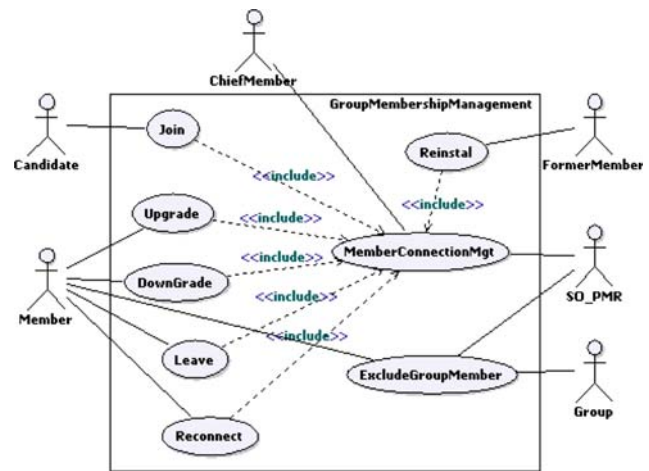 ChiefMember
GroupMembershipManagement
Join
Candidate
Reinstal
FormerMember
<<include>>
<<include>>
Upgrade
<<include>>
MemberConnectionMgt
<<include>>
DownGrade
SO_PMR
<<include>>
Member
<<include>>
Leave
ExcludeGroupMember
Group
Reconnect